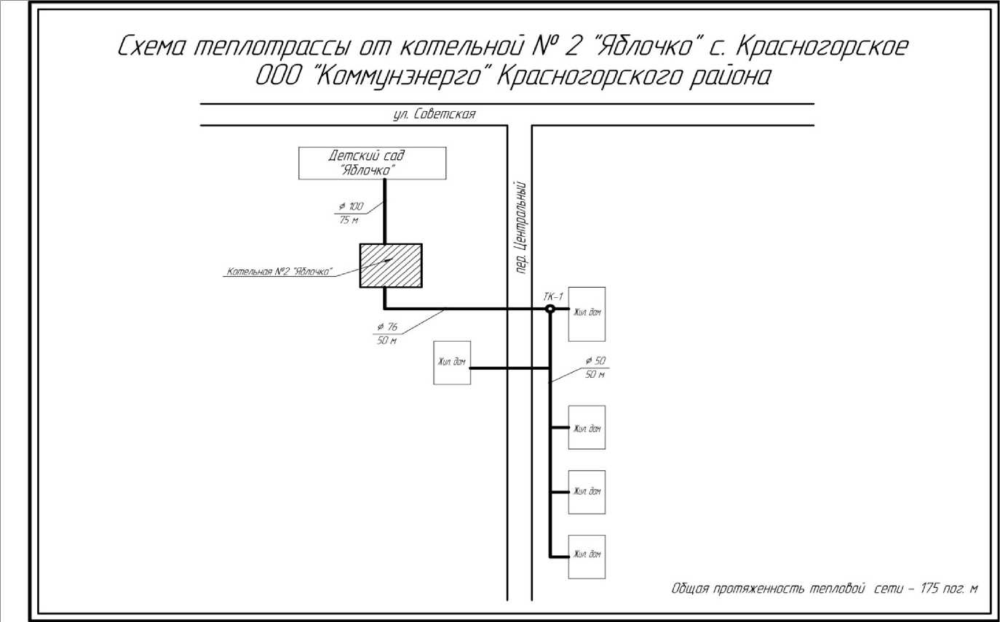 Схема теплотрассы от котельной № 2 "Яблочко" с. Красногорское
ООО "Коммунэнерго" Красногорского района
ул. Советская
Детский сад
"Яблочко"
пер. Центральный
⌀ 100
75 м
Котельная №2 "Яблочко"
ТК-1
Жил. дом
⌀ 76
50 м
Жил. дом
⌀ 50
50 м
Жил. дом
Жил. дом
Жил. дом
Общая протяженность тепловой сети - 175 пог. м